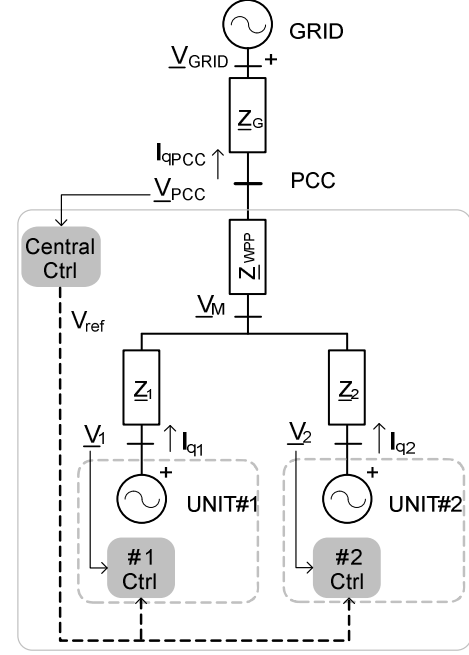 GRID
V_GRID +
Z_G
I_qPCC
PCC
V_PCC
Central
Ctrl
Z_WPP
V_ref
V_M
Z_1
Z_2
V_1
I_q1
V_2
I_q2
+
+
UNIT#1
UNIT#2
#1
Ctrl
#2
Ctrl